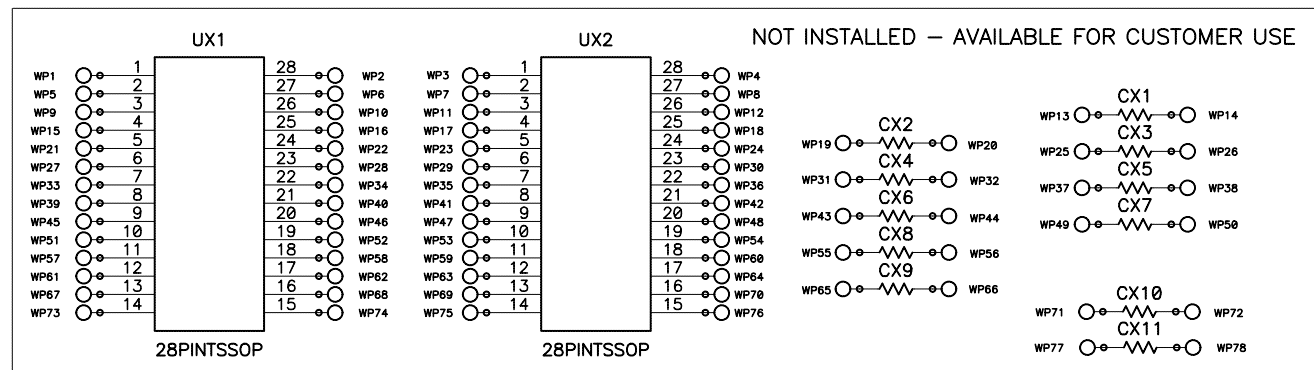 NOT INSTALLED – AVAILABLE FOR CUSTOMER USE
UX1
WP1 1 28 WP2
WP5 2 27 WP6
WP9 3 26 WP10
WP15 4 25 WP16
WP21 5 24 WP22
WP27 6 23 WP28
WP33 7 22 WP34
WP39 8 21 WP40
WP45 9 20 WP46
WP51 10 19 WP52
WP57 11 18 WP58
WP61 12 17 WP62
WP67 13 16 WP68
WP73 14 15 WP74
28PINTSSOP
UX2
WP3 1 28 WP4
WP7 2 27 WP8
WP11 3 26 WP12
WP17 4 25 WP18
WP23 5 24 WP24
WP29 6 23 WP30
WP35 7 22 WP36
WP41 8 21 WP42
WP47 9 20 WP48
WP53 10 19 WP54
WP59 11 18 WP60
WP63 12 17 WP64
WP69 13 16 WP70
WP75 14 15 WP76
28PINTSSOP
CX2
WP19 WP20
CX4
WP31 WP32
CX6
WP43 WP44
CX8
WP55 WP56
CX9
WP65 WP66
CX1
WP13 WP14
CX3
WP25 WP26
CX5
WP37 WP38
CX7
WP49 WP50
CX10
WP71 WP72
CX11
WP77 WP78